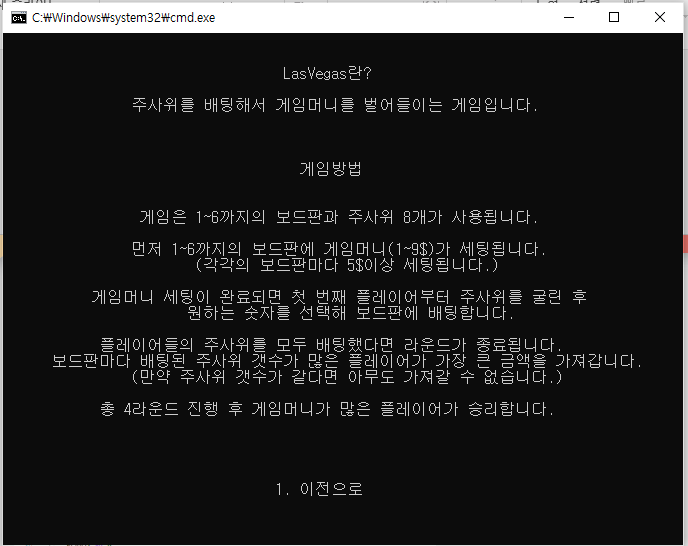 C:₩Windows₩system32₩cmd.exe
LasVegas란?
주사위를 배팅해서 게임머니를 벌어들이는 게임입니다.
게임방법
게임은 1~6까지의 보드판과 주사위 8개가 사용됩니다.
먼저 1~6까지의 보드판에 게임머니(1~9$)가 세팅됩니다.
(각각의 보드판마다 5$이상 세팅됩니다.)
게임머니 세팅이 완료되면 첫 번째 플레이어부터 주사위를 굴린 후
원하는 숫자를 선택해 보드판에 배팅합니다.
플레이어들의 주사위를 모두 배팅했다면 라운드가 종료됩니다.
보드판마다 배팅된 주사위 갯수가 많은 플레이어가 가장 큰 금액을 가져갑니다.
(만약 주사위 갯수가 같다면 아무도 가져갈 수 없습니다.)
총 4라운드 진행 후 게임머니가 많은 플레이어가 승리합니다.
1. 이전으로